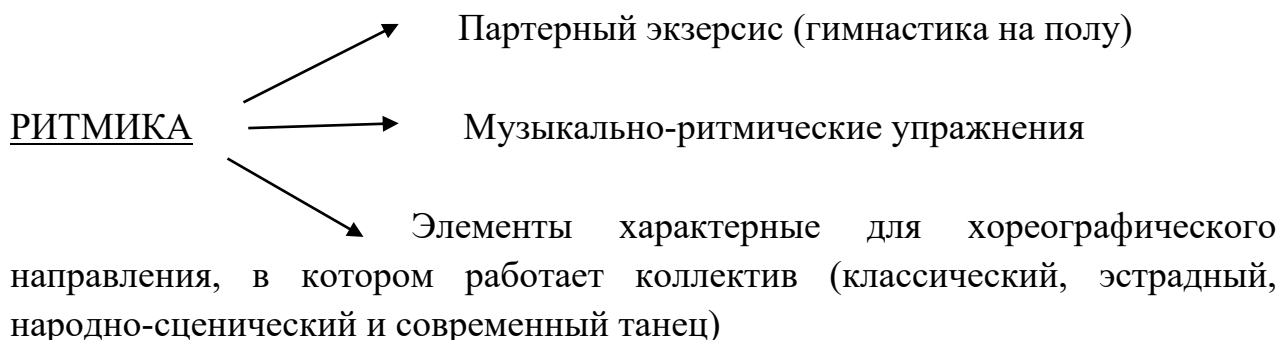 Партерный экзерсис (гимнастика на полу)
РИТМИКА Музыкально-ритмические упражнения
Элементы характерные для хореографического
направления, в котором работает коллектив (классический, эстрадный,
народно-сценический и современный танец)